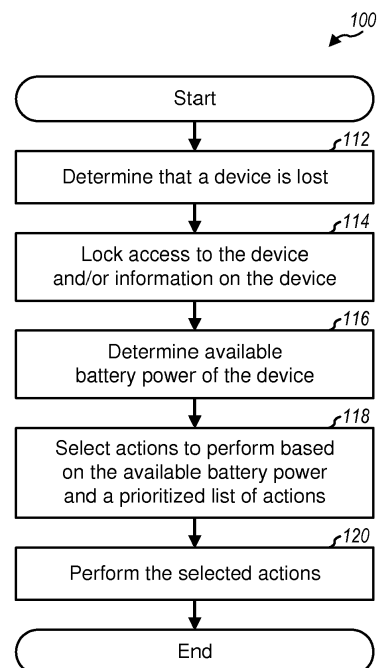 100
Start
112
Determine that a device is lost
114
Lock access to the device
and/or information on the device
116
Determine available
battery power of the device
118
Select actions to perform based
on the available battery power
and a prioritized list of actions
120
Perform the selected actions
End